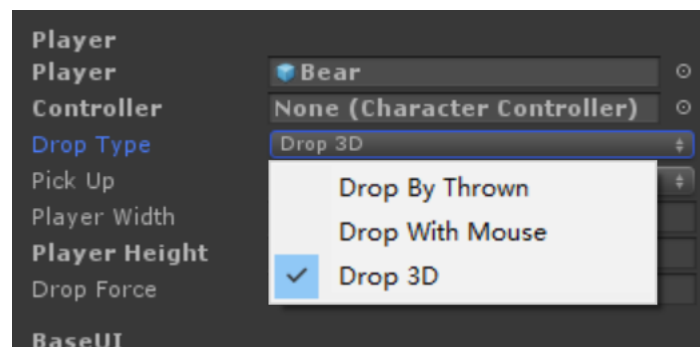 Player
Player Bear
Controller None (Character Controller)
Drop Type Drop 3D
Pick Up Drop By Thrown
Player Width Drop With Mouse
Player Height
Drop Force Drop 3D
BaseUI